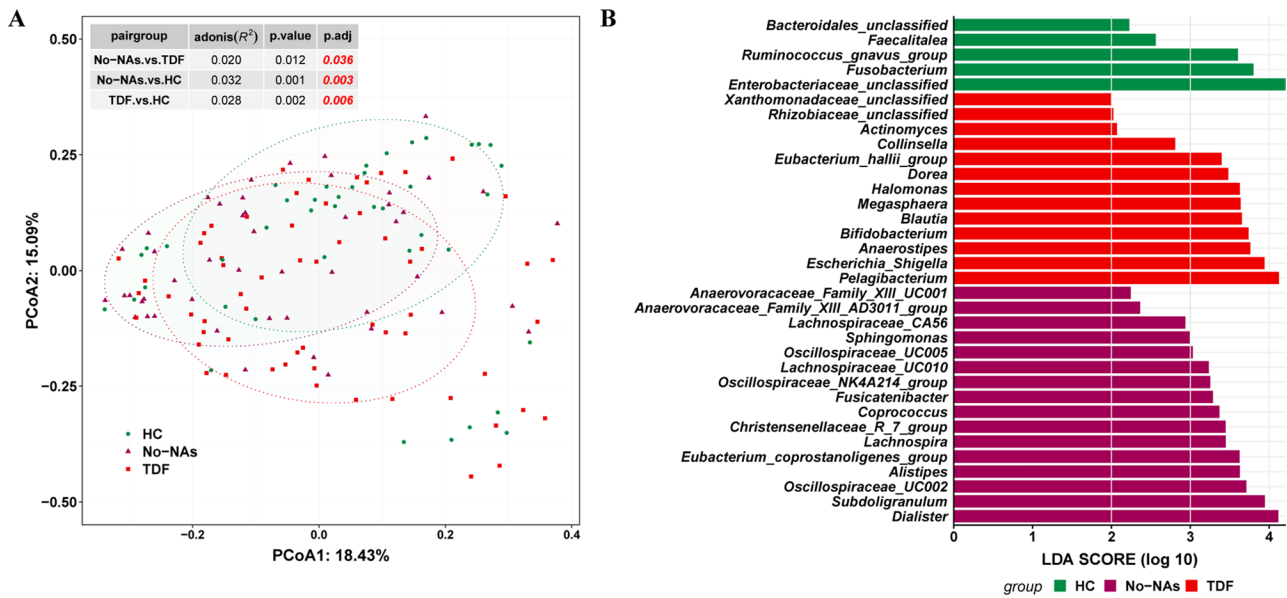 A
pairgroup adonis(R²) p.value p.adj
No−NAs.vs.TDF 0.020 0.012 0.036
No−NAs.vs.HC 0.032 0.001 0.003
TDF.vs.HC 0.028 0.002 0.006
0.50
0.25
0.00
−0.25
−0.50
PCoA2: 15.09%
HC
No−NAs
TDF
−0.2 0.0 0.2 0.4
PCoA1: 18.43%
B
Bacteroidales_unclassified
Faecalitalea
Ruminococcus_gnavus_group
Fusobacterium
Enterobacteriaceae_unclassified
Xanthomonadaceae_unclassified
Rhizobiaceae_unclassified
Actinomyces
Collinsella
Eubacterium_hallii_group
Dorea
Halomonas
Megasphaera
Blautia
Bifidobacterium
Anaerostipes
Escherichia_Shigella
Pelagibacterium
Anaerovoracaceae_Family_XIII_UC001
Anaerovoracaceae_Family_XIII_AD3011_group
Lachnospiraceae_CA56
Sphingomonas
Oscillospiraceae_UC005
Lachnospiraceae_UC010
Oscillospiraceae_NK4A214_group
Fusicatenibacter
Coprococcus
Christensenellaceae_R_7_group
Lachnospira
Eubacterium_coprostanoligenes_group
Alistipes
Oscillospiraceae_UC002
Subdoligranulum
Dialister
0 1 2 3 4
LDA SCORE (log 10)
group HC No−NAs TDF